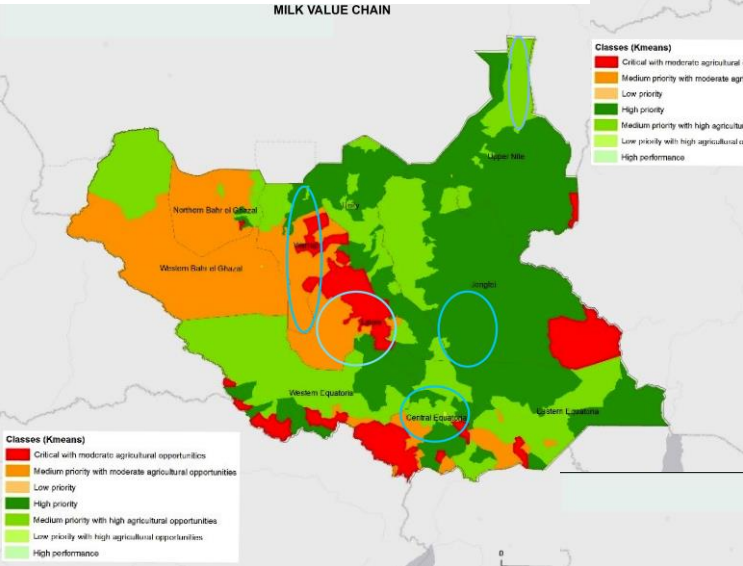 MILK VALUE CHAIN
Classes (Kmeans)
Critical with moderate agricultural
Medium priority with moderate agri
Low priority
High priority
Medium priority with high agricultur
Low priority with high agricultural o
High performance
Upper Nile
Northern Bahr el Ghazal
Western Bahr el Ghazal
Jonglei
Western Equatoria
Central Equatoria
Eastern Equatoria
Classes (Kmeans)
Critical with moderate agricultural opportunities
Medium priority with moderate agricultural opportunities
Low priority
High priority
Medium priority with high agricultural opportunities
Low priority with high agricultural opportunities
High performance
0